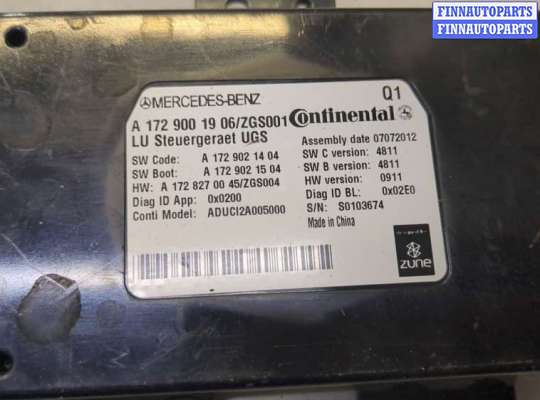 FINNAUTOPARTS
FINNAUTOPARTS
MERCEDES-BENZ
Q1
A 172 900 19 06/ZGS001
Continental
LU Steuergeraet UGS
Assembly date 07072012
SW Code: A 172 902 14 04
SW C version: 4811
SW Boot: A 172 902 15 04
SW B version: 4811
HW: A 172 827 00 45/ZGS004
HW version: 0911
Diag ID App: 0x0200
Diag ID BL: 0x02E0
Conti Model: ADUCI2A005000
S/N: S0103674
Made in China
zune